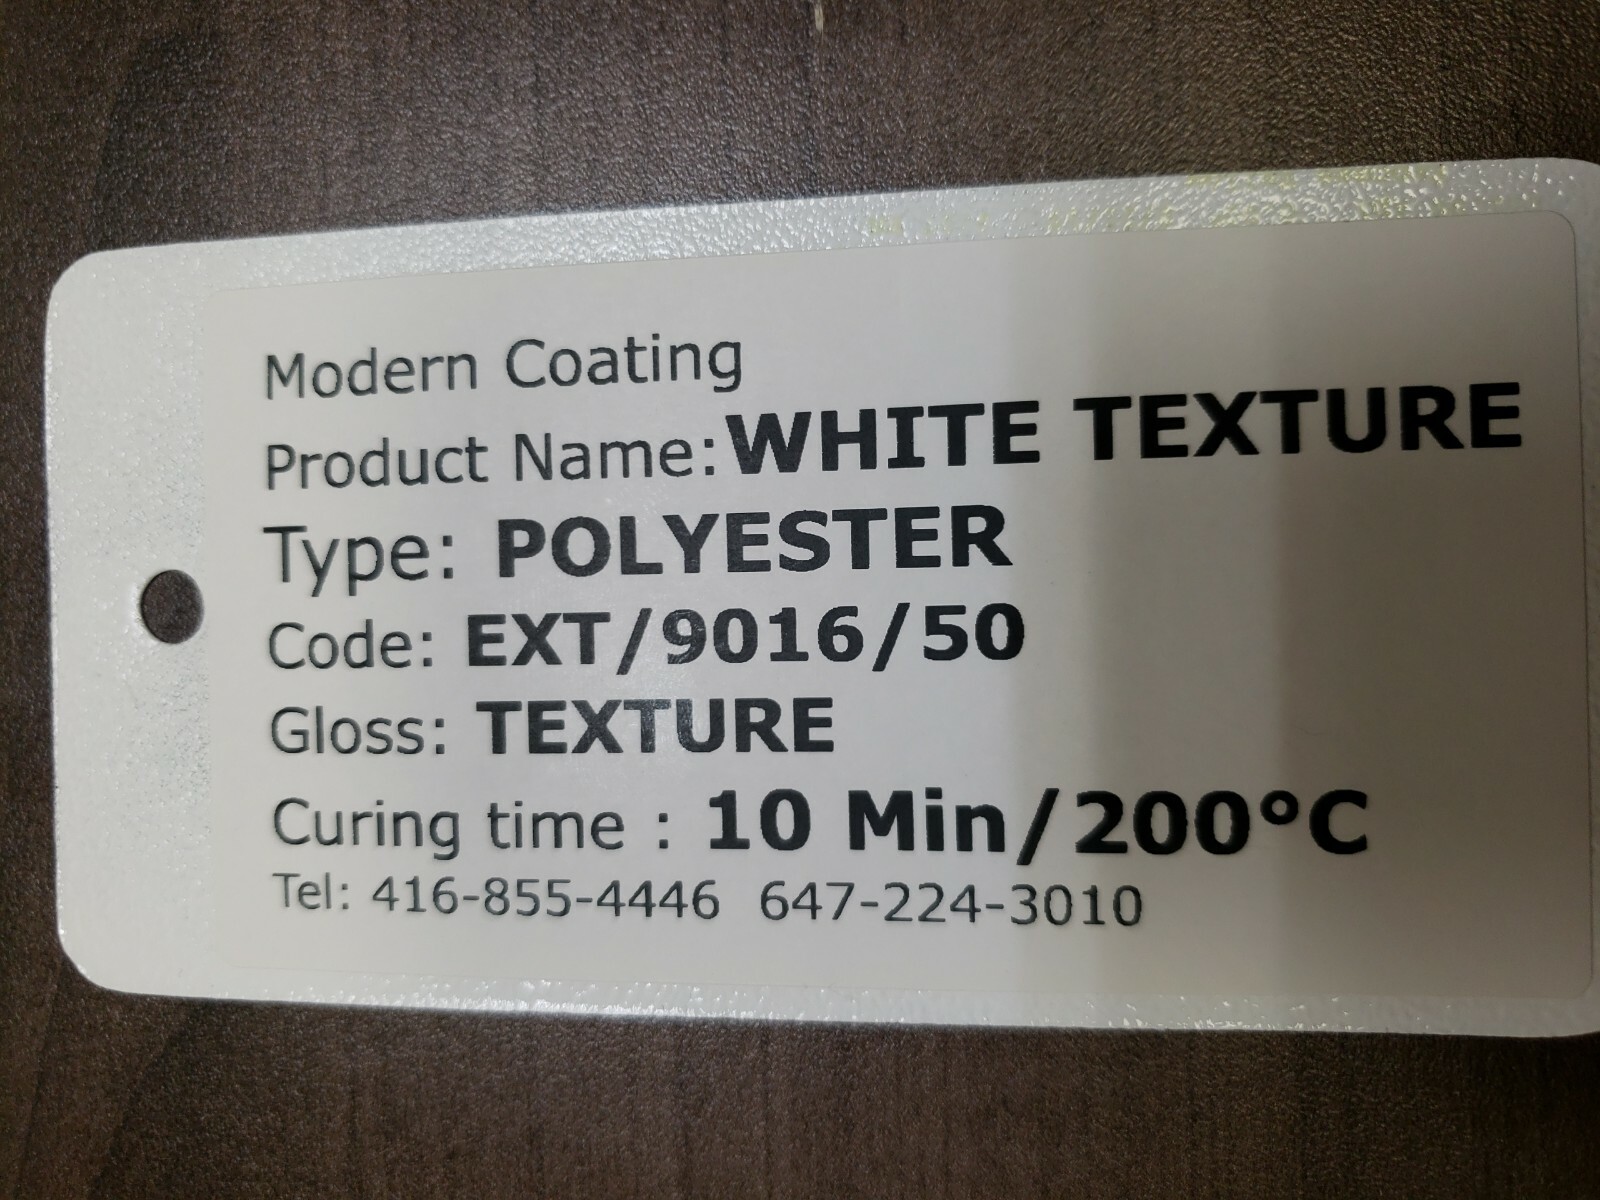 Modern Coating
Product Name:WHITE TEXTURE
Type: POLYESTER
Code: EXT/9016/50
Gloss: TEXTURE
Curing time : 10 Min/200°C
Tel: 416-855-4446 647-224-3010